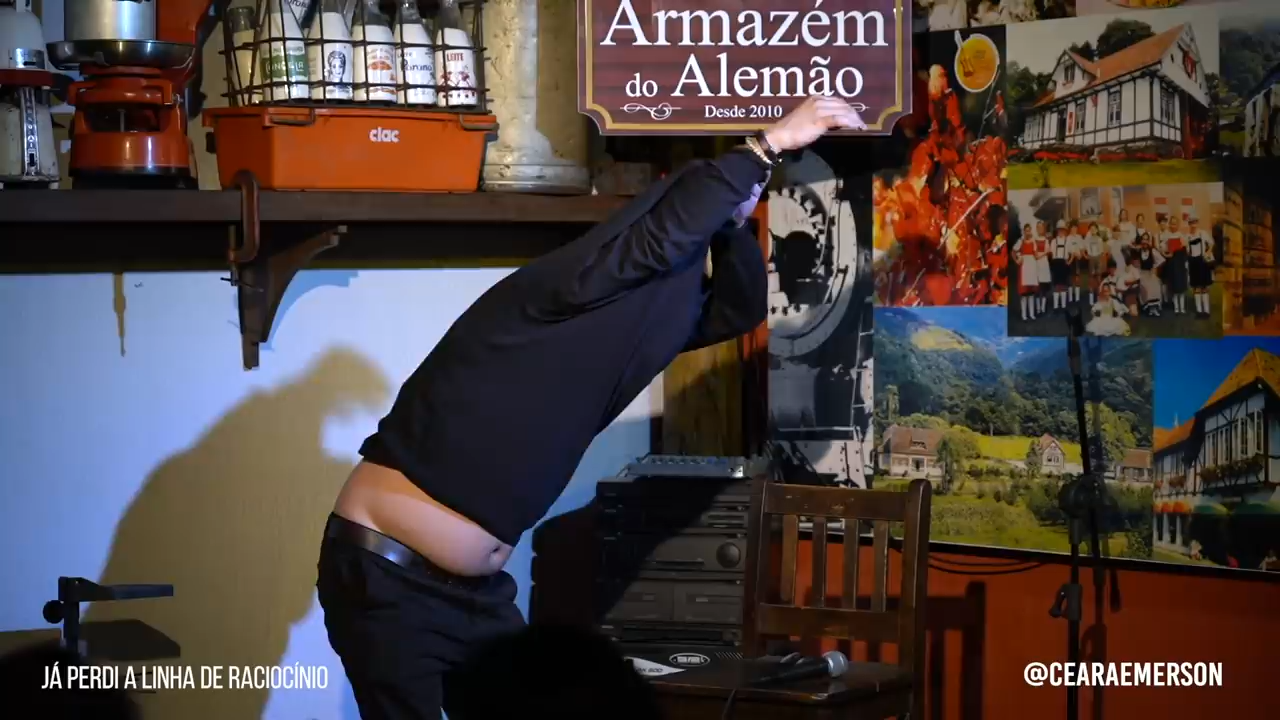 Armazém
do Alemão
Desde 2010
clac
JÁ PERDI A LINHA DE RACIOCÍNIO
@CEARAEMERSON